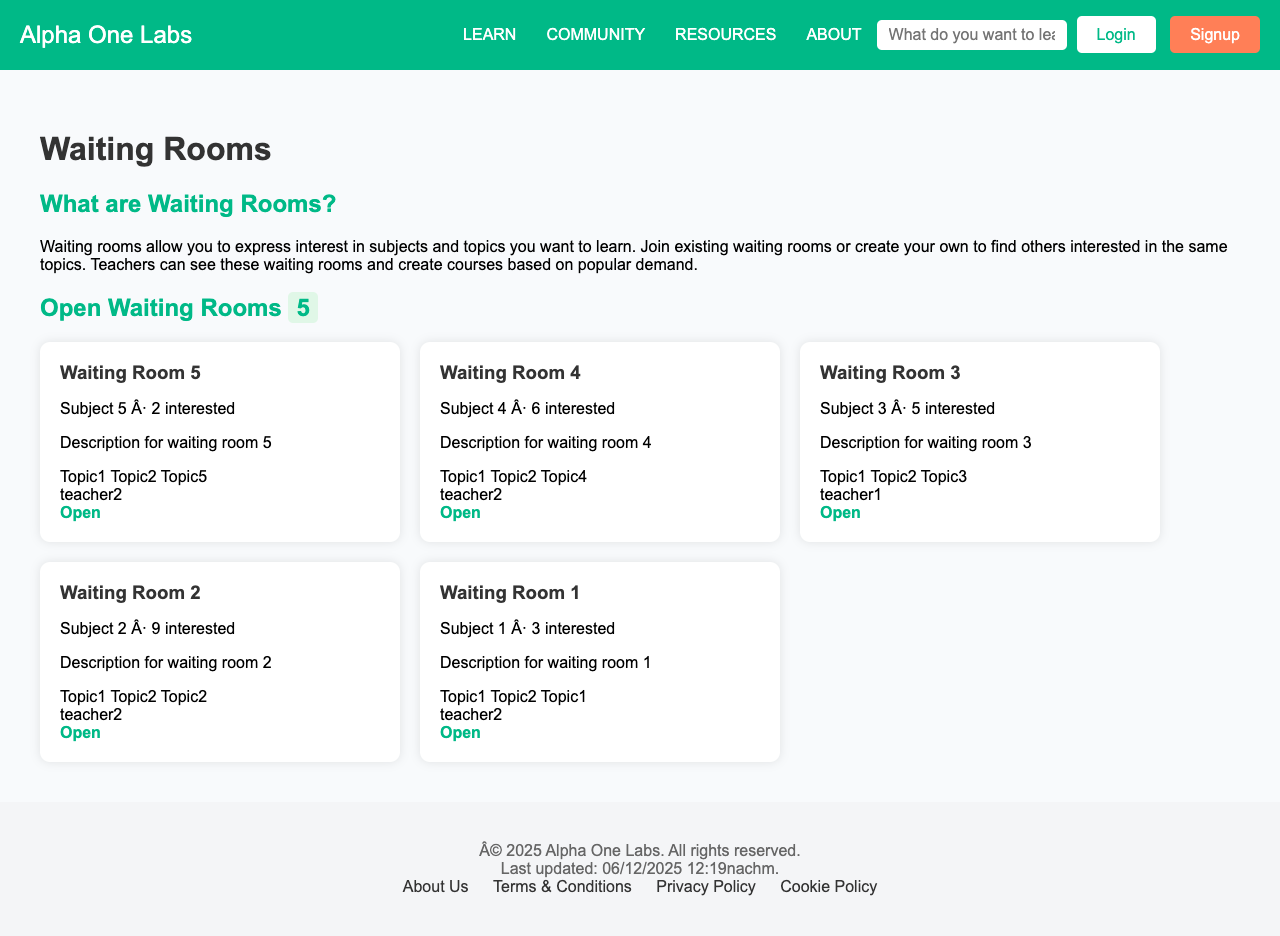 Alpha One Labs
LEARN COMMUNITY RESOURCES ABOUT What do you want to lea Login Signup
Waiting Rooms
What are Waiting Rooms?
Waiting rooms allow you to express interest in subjects and topics you want to learn. Join existing waiting rooms or create your own to find others interested in the same
topics. Teachers can see these waiting rooms and create courses based on popular demand.
Open Waiting Rooms 5
Waiting Room 5
Subject 5 Â· 2 interested
Description for waiting room 5
Topic1 Topic2 Topic5
teacher2
Open
Waiting Room 4
Subject 4 Â· 6 interested
Description for waiting room 4
Topic1 Topic2 Topic4
teacher2
Open
Waiting Room 3
Subject 3 Â· 5 interested
Description for waiting room 3
Topic1 Topic2 Topic3
teacher1
Open
Waiting Room 2
Subject 2 Â· 9 interested
Description for waiting room 2
Topic1 Topic2 Topic2
teacher2
Open
Waiting Room 1
Subject 1 Â· 3 interested
Description for waiting room 1
Topic1 Topic2 Topic1
teacher2
Open
Â© 2025 Alpha One Labs. All rights reserved.
Last updated: 06/12/2025 12:19nachm.
About Us Terms & Conditions Privacy Policy Cookie Policy